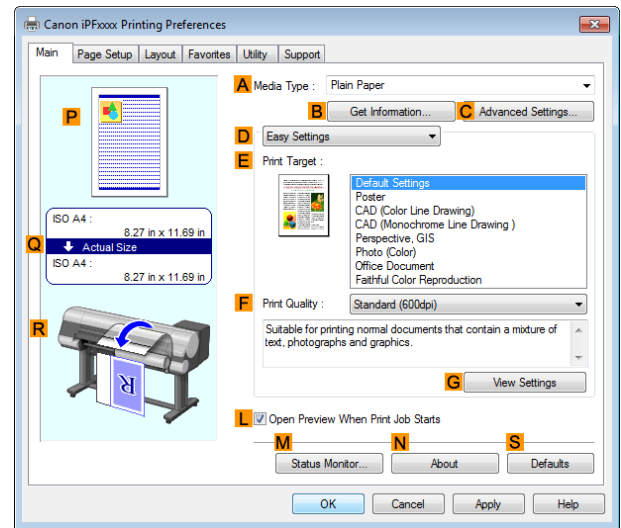 Canon iPFxxxx Printing Preferences
Main Page Setup Layout Favorites Utility Support
A Media Type : Plain Paper
B Get Information... C Advanced Settings...
D Easy Settings
E Print Target :
Default Settings
Poster
CAD (Color Line Drawing)
CAD (Monochrome Line Drawing )
Perspective, GIS
Photo (Color)
Office Document
Faithful Color Reproduction
F Print Quality : Standard (600dpi)
Suitable for printing normal documents that contain a mixture of
text, photographs and graphics.
G View Settings
P
ISO A4 :
8.27 in x 11.69 in
Q Actual Size
ISO A4 :
8.27 in x 11.69 in
R
R
L Open Preview When Print Job Starts
M N S
Status Monitor... About Defaults
OK Cancel Apply Help